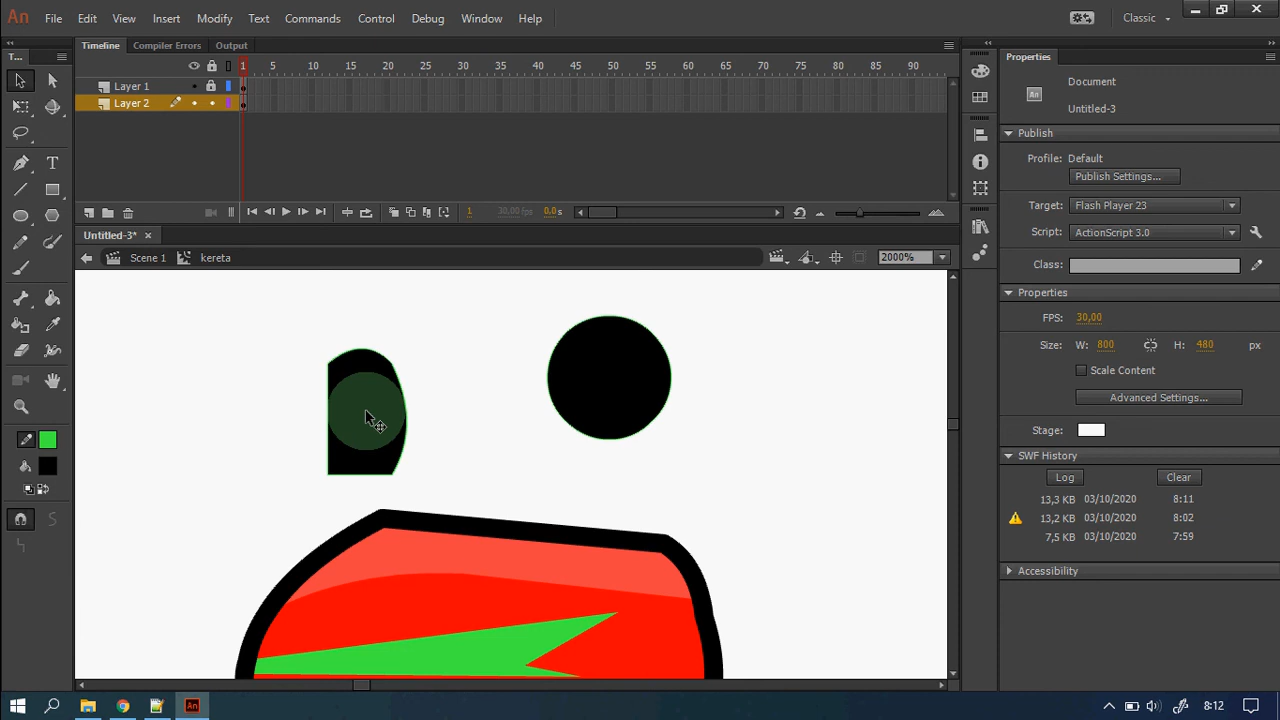 An File Edit View Insert Modify Text Commands Control Debug Window Help Classic
T... Timeline Compiler Errors Output Properties
1 5 10 15 20 25 30 35 40 45 50 55 60 65 70 75 80 85 90
Layer 1
Layer 2
Document
An Untitled-3
Publish
Profile: Default
Publish Settings...
Target: Flash Player 23
Script: ActionScript 3.0
Class:
1 30,00 fps 0,0 s
Untitled-3*
Scene 1 kereta 2000%
Properties
FPS: 30,00
Size: W: 800 H: 480 px
Scale Content
Advanced Settings...
Stage:
SWF History
Log Clear
13,3 KB 03/10/2020 8:11
13,2 KB 03/10/2020 8:02
7,5 KB 03/10/2020 7:59
Accessibility
An 8:12